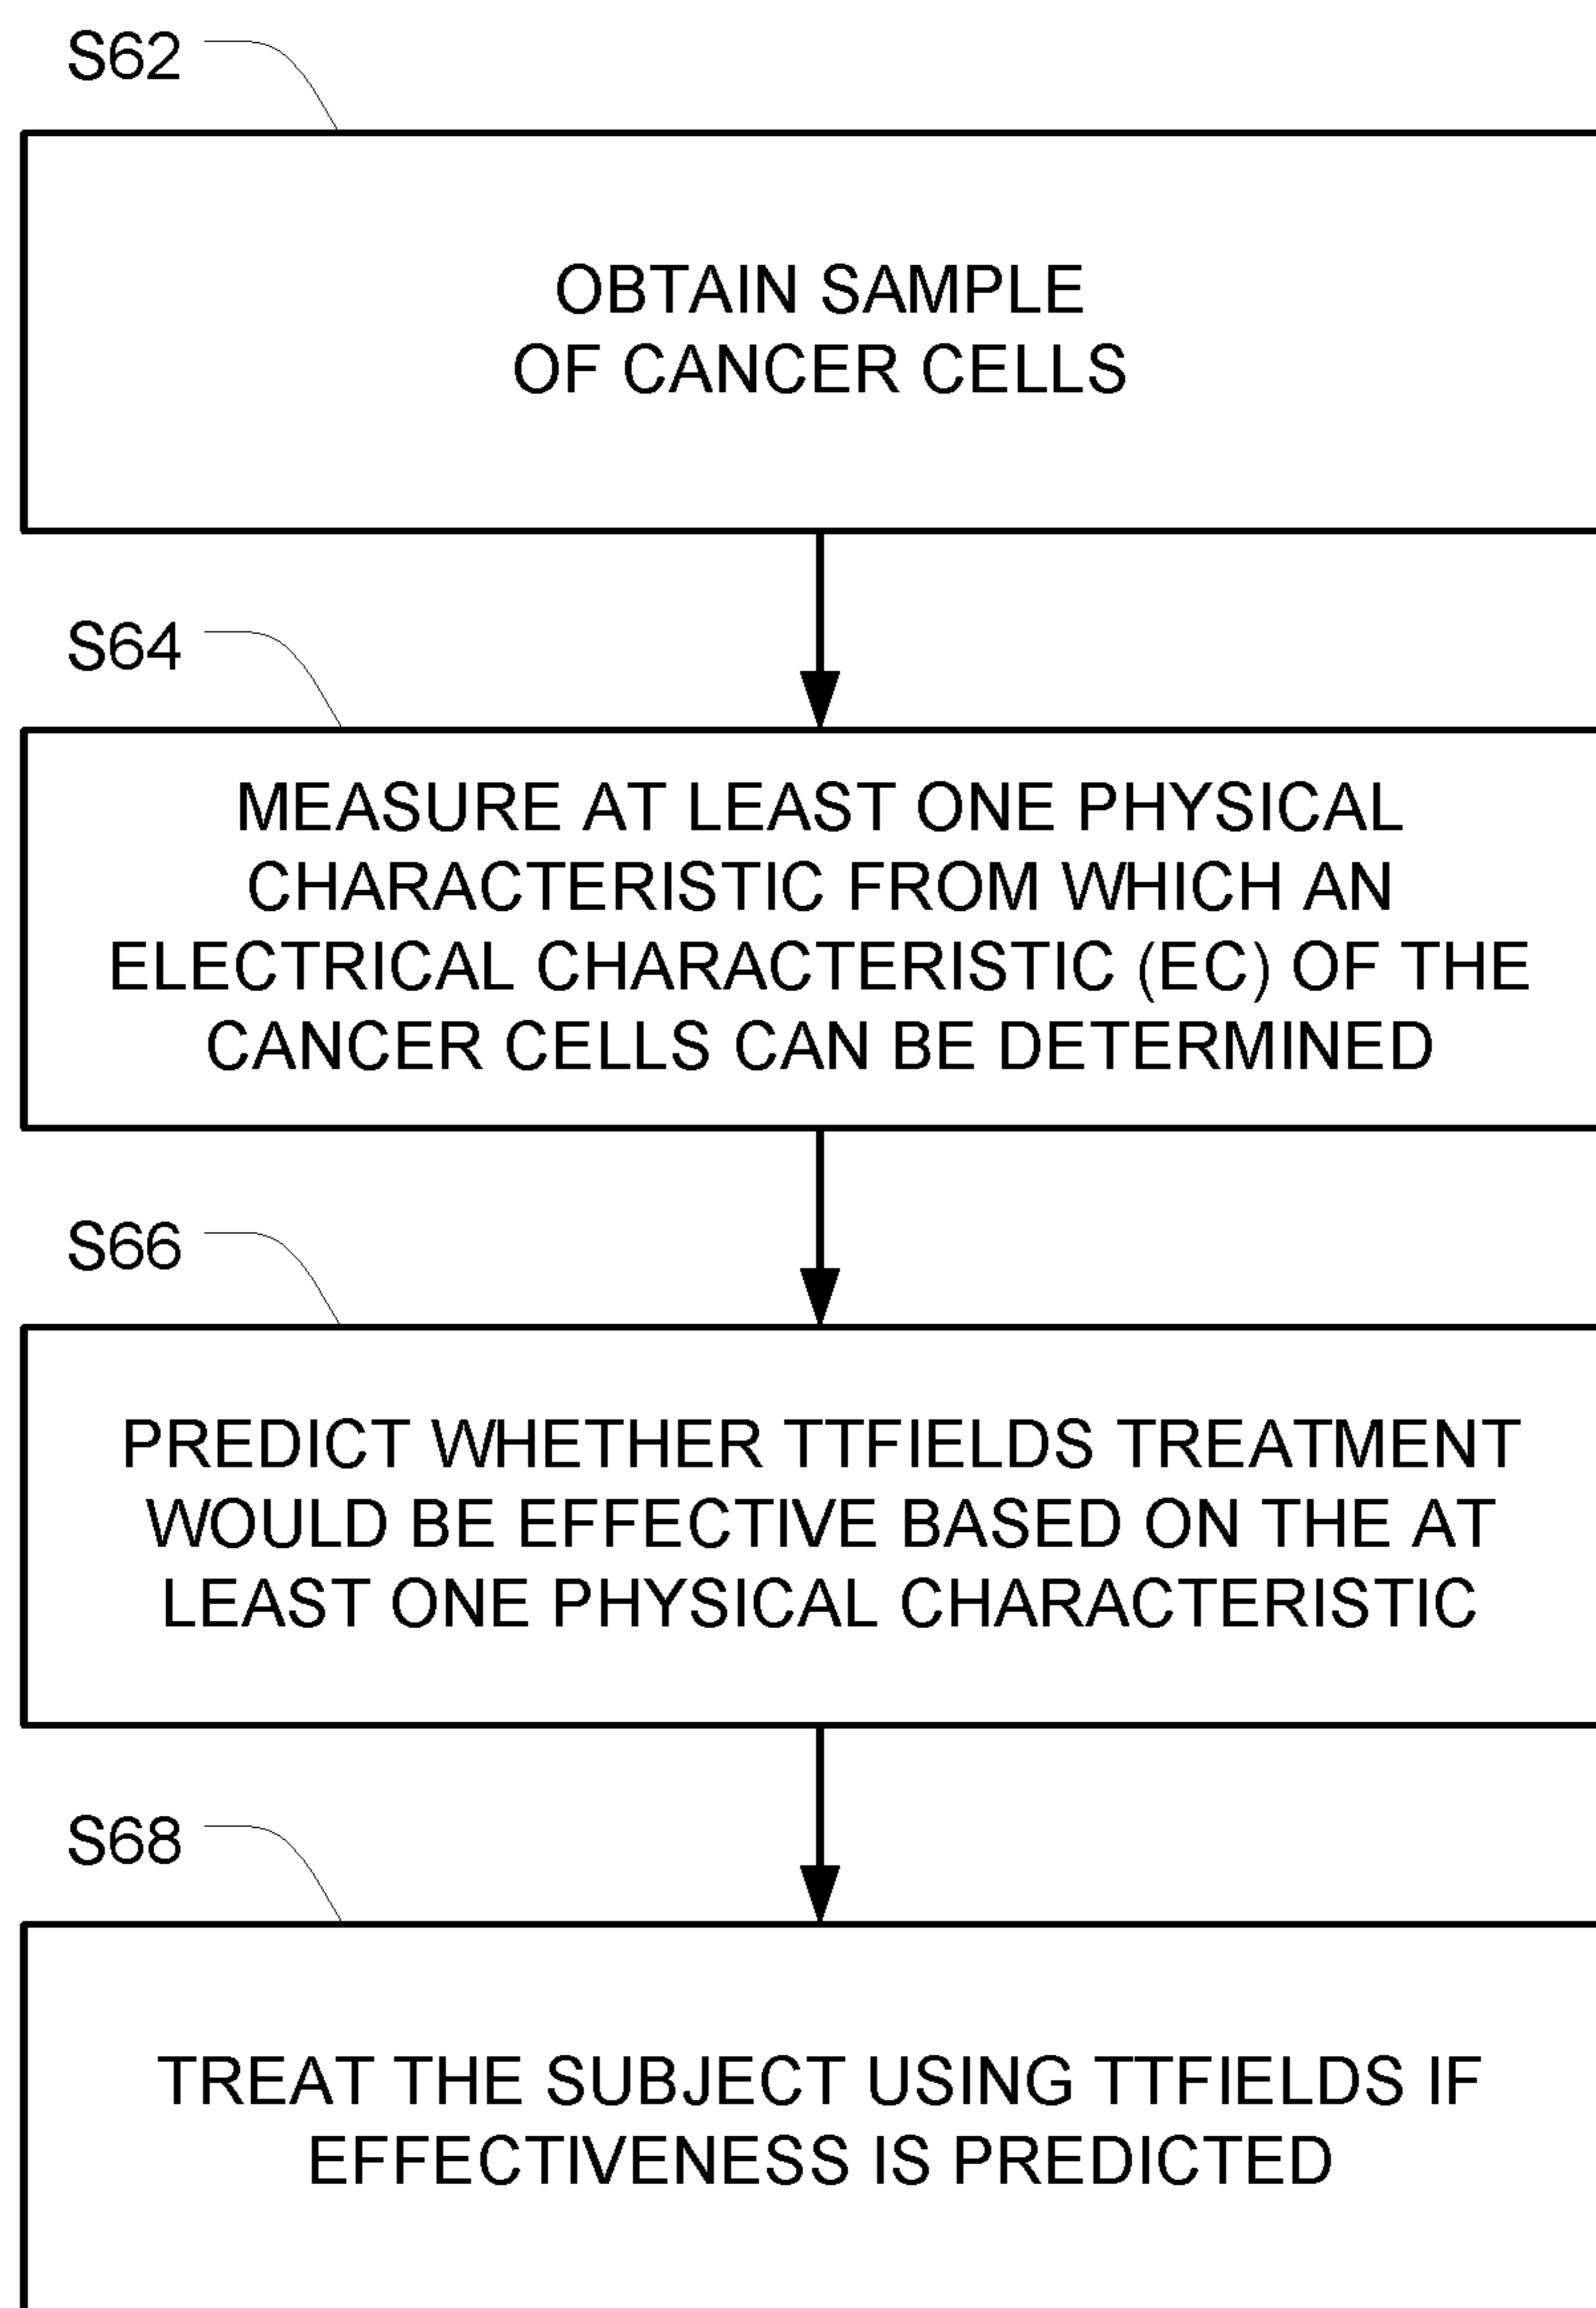 S62
OBTAIN SAMPLE
OF CANCER CELLS
S64
MEASURE AT LEAST ONE PHYSICAL
CHARACTERISTIC FROM WHICH AN
ELECTRICAL CHARACTERISTIC (EC) OF THE
CANCER CELLS CAN BE DETERMINED
S66
PREDICT WHETHER TTFIELDS TREATMENT
WOULD BE EFFECTIVE BASED ON THE AT
LEAST ONE PHYSICAL CHARACTERISTIC
S68
TREAT THE SUBJECT USING TTFIELDS IF
EFFECTIVENESS IS PREDICTED